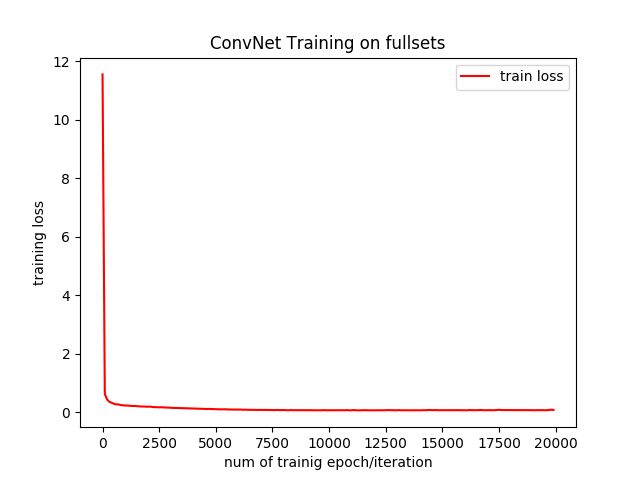 ConvNet Training on fullsets
train loss
training loss
12
10
8
6
4
2
0
0 2500 5000 7500 10000 12500 15000 17500 20000
num of trainig epoch/iteration